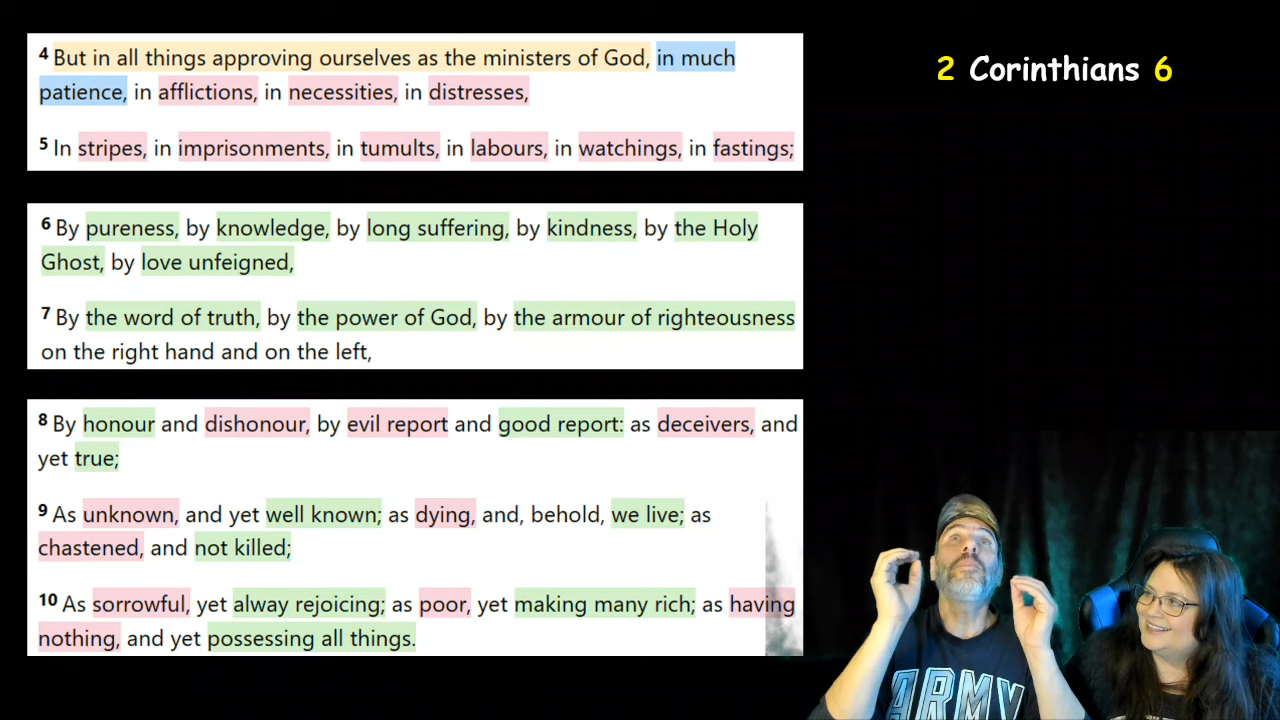 4 But in all things approving ourselves as the ministers of God, in much
patience, in afflictions, in necessities, in distresses,
5 In stripes, in imprisonments, in tumults, in labours, in watchings, in fastings;
6 By pureness, by knowledge, by long suffering, by kindness, by the Holy
Ghost, by love unfeigned,
7 By the word of truth, by the power of God, by the armour of righteousness
on the right hand and on the left,
8 By honour and dishonour, by evil report and good report: as deceivers, and
yet true;
9 As unknown, and yet well known; as dying, and, behold, we live; as
chastened, and not killed;
10 As sorrowful, yet alway rejoicing; as poor, yet making many rich; as having
nothing, and yet possessing all things.
2 Corinthians 6
ARMY